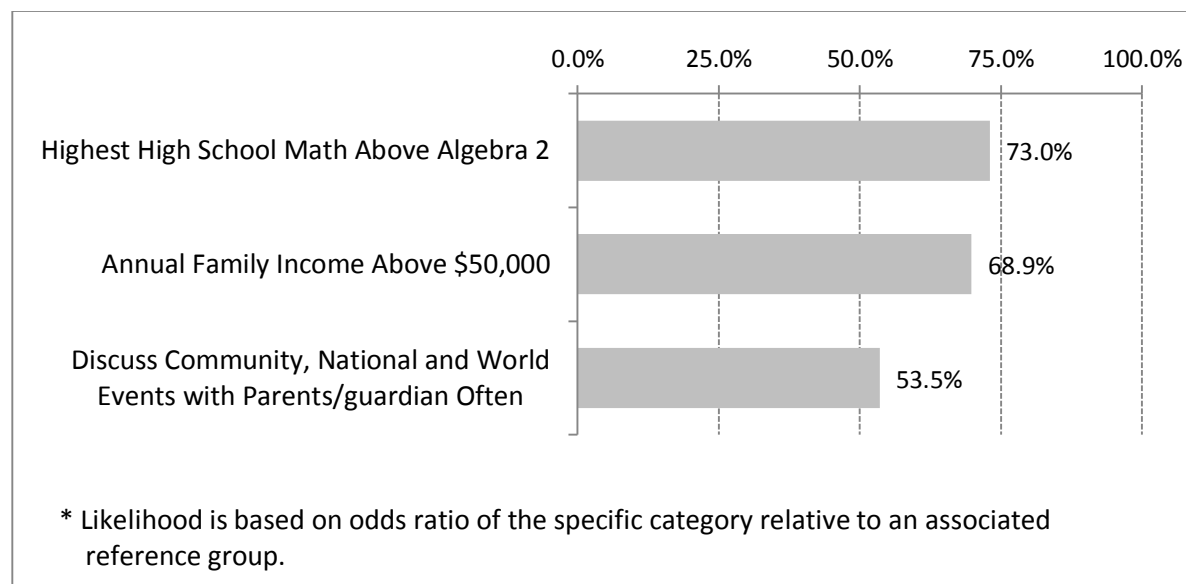 0.0% 25.0% 50.0% 75.0% 100.0%
Highest High School Math Above Algebra 2 73.0%
Annual Family Income Above $50,000 68.9%
Discuss Community, National and World
Events with Parents/guardian Often 53.5%
* Likelihood is based on odds ratio of the specific category relative to an associated
reference group.